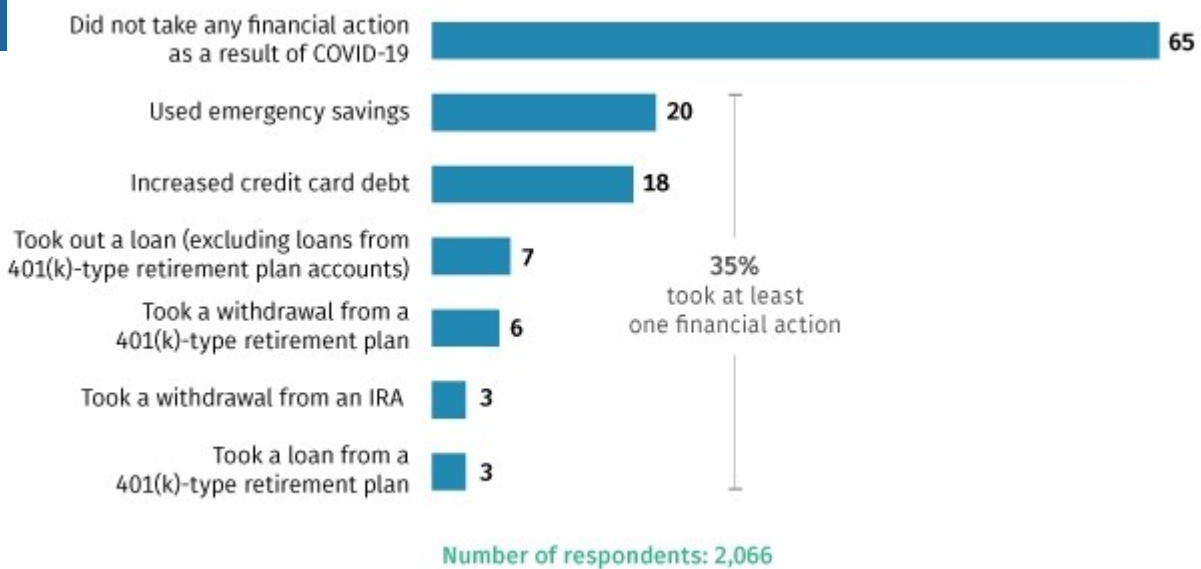 Did not take any financial action
as a result of COVID-19
65
Used emergency savings
20
Increased credit card debt
18
Took out a loan (excluding loans from
401(k)-type retirement plan accounts)
7
Took a withdrawal from a
401(k)-type retirement plan
6
Took a withdrawal from an IRA
3
Took a loan from a
401(k)-type retirement plan
3
35%
took at least
one financial action
Number of respondents: 2,066